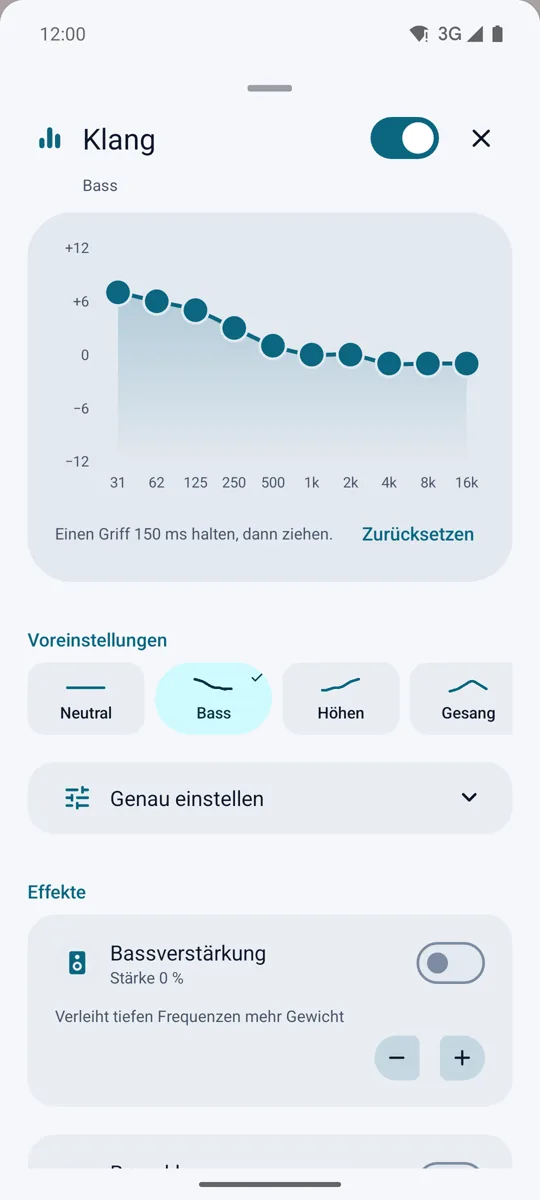 12:00
3G
Klang
Bass
+12
+6
0
−6
−12
31 62 125 250 500 1k 2k 4k 8k 16k
Einen Griff 150 ms halten, dann ziehen. Zurücksetzen
Voreinstellungen
Neutral Bass Höhen Gesang
Genau einstellen
Effekte
Bassverstärkung
Stärke 0 %
Verleiht tiefen Frequenzen mehr Gewicht